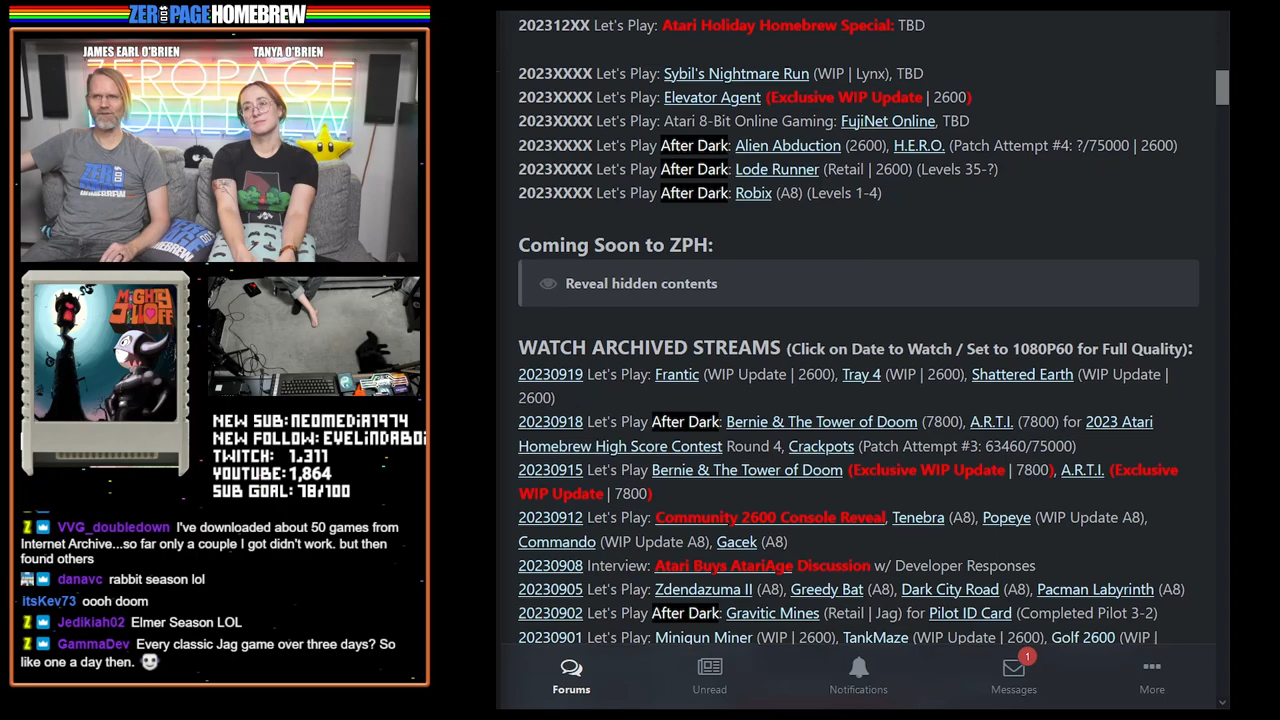 ZEROPAGE HOMEBREW
JAMES EARL O'BRIEN
TANYA O'BRIEN
ZEROPAGE
HOMEBREW
MIGHTY
JILL OFF
NEW SUB:NEOMEDIA1974
NEW FOLLOW:EVELINDABOI
TWITCH: 1,311
YOUTUBE: 1,864
SUB GOAL: 78/100
VVG_doubledown I've downloaded about 50 games from
Internet Archive...so far only a couple I got didn't work. but then
found others
danavc rabbit season lol
itsKev73 oooh doom
Jedikiah02 Elmer Season LOL
GammaDev Every classic Jag game over three days? So
like one a day then.
202312XX Let's Play: Atari Holiday Homebrew Special: TBD
2023XXXX Let's Play: Sybil's Nightmare Run (WIP | Lynx), TBD
2023XXXX Let's Play: Elevator Agent (Exclusive WIP Update | 2600)
2023XXXX Let's Play: Atari 8-Bit Online Gaming: FujiNet Online, TBD
2023XXXX Let's Play After Dark: Alien Abduction (2600), H.E.R.O. (Patch Attempt #4: ?/75000 | 2600)
2023XXXX Let's Play After Dark: Lode Runner (Retail | 2600) (Levels 35-?)
2023XXXX Let's Play After Dark: Robix (A8) (Levels 1-4)
Coming Soon to ZPH:
Reveal hidden contents
WATCH ARCHIVED STREAMS (Click on Date to Watch / Set to 1080P60 for Full Quality):
20230919 Let's Play: Frantic (WIP Update | 2600), Tray 4 (WIP | 2600), Shattered Earth (WIP Update |
2600)
20230918 Let's Play After Dark: Bernie & The Tower of Doom (7800), A.R.T.I. (7800) for 2023 Atari
Homebrew High Score Contest Round 4, Crackpots (Patch Attempt #3: 63460/75000)
20230915 Let's Play Bernie & The Tower of Doom (Exclusive WIP Update | 7800), A.R.T.I. (Exclusive
WIP Update | 7800)
20230912 Let's Play: Community 2600 Console Reveal, Tenebra (A8), Popeye (WIP Update A8),
Commando (WIP Update A8), Gacek (A8)
20230908 Interview: Atari Buys AtariAge Discussion w/ Developer Responses
20230905 Let's Play: Zdendazuma II (A8), Greedy Bat (A8), Dark City Road (A8), Pacman Labyrinth (A8)
20230902 Let's Play After Dark: Gravitic Mines (Retail | Jag) for Pilot ID Card (Completed Pilot 3-2)
20230901 Let's Play: Minigun Miner (WIP | 2600), TankMaze (WIP Update | 2600), Golf 2600 (WIP |
1
Forums
Unread
Notifications
Messages
More